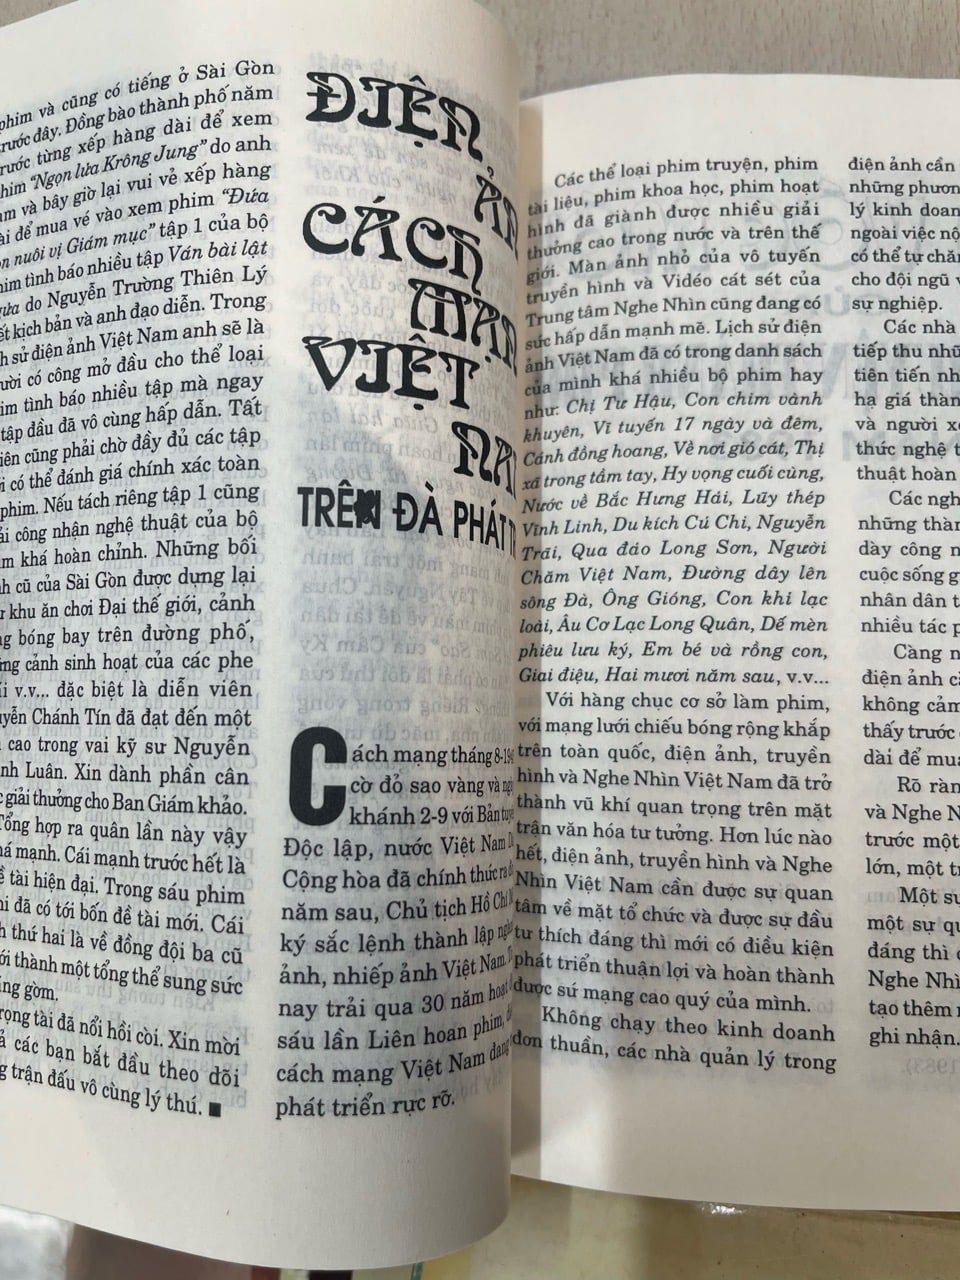 phim và cũng có tiếng ở Sài Gòn
trước đây. Đồng bào thành phố năm
trước từng xếp hàng dài để xem
phim “Ngọn lửa Krông Jung” do anh
và bây giờ lại vui vẻ xếp hàng
để mua vé vào xem phim “Đứa
con nuôi vị Giám mục” tập 1 của bộ
phim tình báo nhiều tập Ván bài lật
ngửa do Nguyễn Trường Thiên Lý
viết kịch bản và anh đạo diễn. Trong
sử điện ảnh Việt Nam anh sẽ là
người có công mở đầu cho thể loại
phim tình báo nhiều tập mà ngay
tập đầu đã vô cùng hấp dẫn. Tất
nhiên cũng phải chờ đầy đủ các tập
có thể đánh giá chính xác toàn
phim. Nếu tách riêng tập 1 cũng
công nhận nghệ thuật của bộ
khá hoàn chỉnh. Những bối
cũ của Sài Gòn được dựng lại
khu ăn chơi Đại thế giới, cảnh
bóng bay trên đường phố,
cảnh sinh hoạt của các phe
v.v... đặc biệt là diễn viên
Nguyễn Chánh Tín đã đạt đến một
cao trong vai kỹ sư Nguyễn
Luân. Xin dành phần cân
giải thưởng cho Ban Giám khảo.
Tổng hợp ra quân lần này vậy
mạnh. Cái mạnh trước hết là
tài hiện đại. Trong sáu phim
đã có tới bốn đề tài mới. Cái
thứ hai là về đồng đội ba cũ
thành một tổng thể sung sức
gờm.
trọng tài đã nổi hồi còi. Xin mời
các bạn bắt đầu theo dõi
trận đấu vô cùng lý thú. ■
ĐIỆN
CÁCH
VIỆT
TRÊN ĐÀ PHÁT
Cách mạng tháng 8-19
cờ đỏ sao vàng và
khánh 2-9 với Bản
Độc lập, nước Việt Nam
Cộng hòa đã chính thức ra
năm sau, Chủ tịch Hồ Chí
ký sắc lệnh thành lập
ảnh, nhiếp ảnh Việt Nam.
nay trải qua 30 năm hoạt
sáu lần Liên hoan phim,
cách mạng Việt Nam đang
phát triển rực rỡ.
Các thể loại phim truyện, phim
tài liệu, phim khoa học, phim hoạt
hình đã giành được nhiều giải
thưởng cao trong nước và trên thế
giới. Màn ảnh nhỏ của vô tuyến
truyền hình và Vidéo cát sét của
Trung tâm Nghe Nhìn cũng đang có
sức hấp dẫn mạnh mẽ. Lịch sử điện
ảnh Việt Nam đã có trong danh sách
của mình khá nhiều bộ phim hay
như: Chị Tư Hậu, Con chim vành
khuyên, Vĩ tuyến 17 ngày và đêm,
Cánh đồng hoang, Về nơi gió cát, Thị
xã trong tầm tay, Hy vọng cuối cùng,
Nước về Bắc Hưng Hải, Lũy thép
Vĩnh Linh, Du kích Củ Chi, Nguyễn
Trãi, Qua đảo Long Sơn, Người
Chăm Việt Nam, Đường dây lên
sông Đà, Ông Gióng, Con khỉ lạc
loài, Âu Cơ Lạc Long Quân, Dế mèn
phiêu lưu ký, Em bé và rồng con,
Giai điệu, Hai mươi năm sau, v.v...
Với hàng chục cơ sở làm phim,
với mạng lưới chiếu bóng rộng khắp
trên toàn quốc, điện ảnh, truyền
hình và Nghe Nhìn Việt Nam đã trở
thành vũ khí quan trọng trên mặt
trận văn hóa tư tưởng. Hơn lúc nào
hết, điện ảnh, truyền hình và Nghe
Nhìn Việt Nam cần được sự quan
tâm về mặt tổ chức và được sự đầu
tư thích đáng thì mới có điều kiện
phát triển thuận lợi và hoàn thành
được sứ mạng cao quý của mình.
Không chạy theo kinh doanh
đơn thuần, các nhà quản lý trong
điện ảnh cần
những phương
lý kinh doan
ngoài việc nộ
có thể tự
cho đội ngũ
sự nghiệp.
Các nhà
tiếp thu
tiên tiến
hạ giá thàn
và người
thức nghệ
thuật hoàn
Các
những
dày công
cuộc sống
nhân dân
nhiều tác
Càng
điện ảnh
không cảm
thấy trước
dài để mua
Rõ ràn
và Nghe
trước một
lớn, một
Một
một sự
đáng thì
Nghe Nhìn
tạo thêm
ghi nhận.
1983)